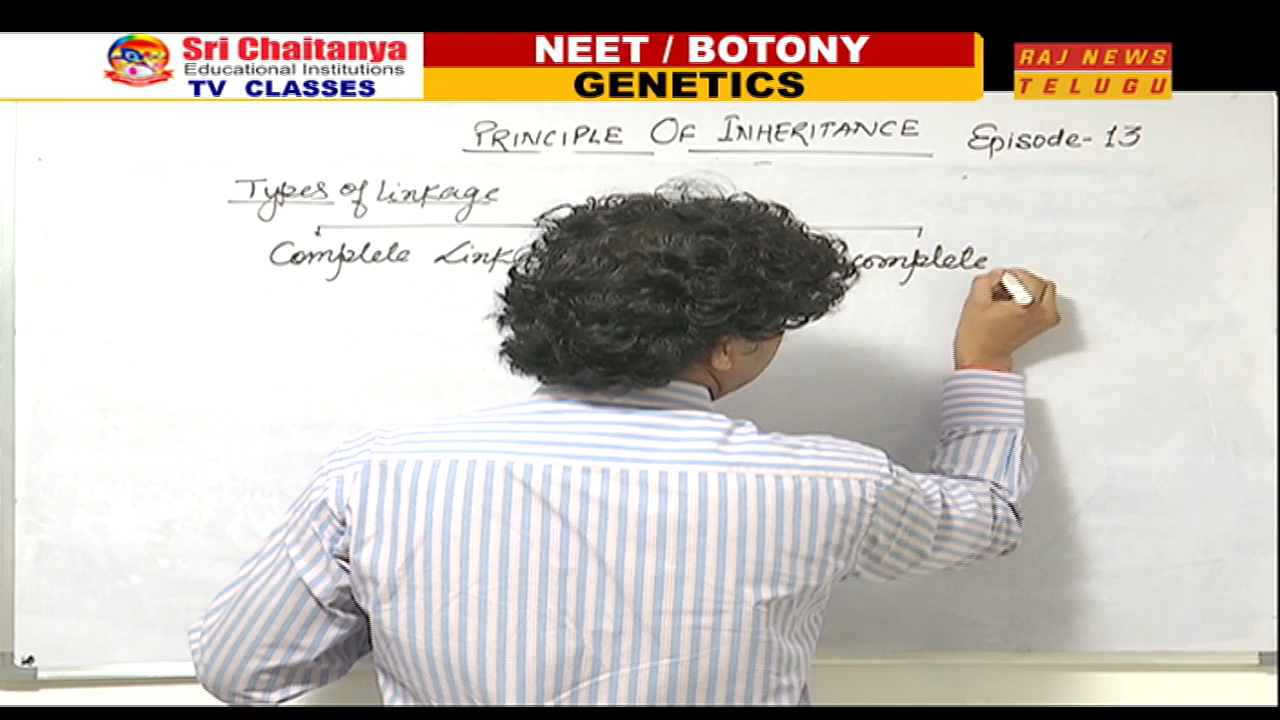 Sri Chaitanya
Educational Institutions
TV CLASSES
NEET / BOTONY
GENETICS
RAJ NEWS
TELUGU
PRINCIPLE OF INHERITANCE Episode-13
Types of Linkage
Complete